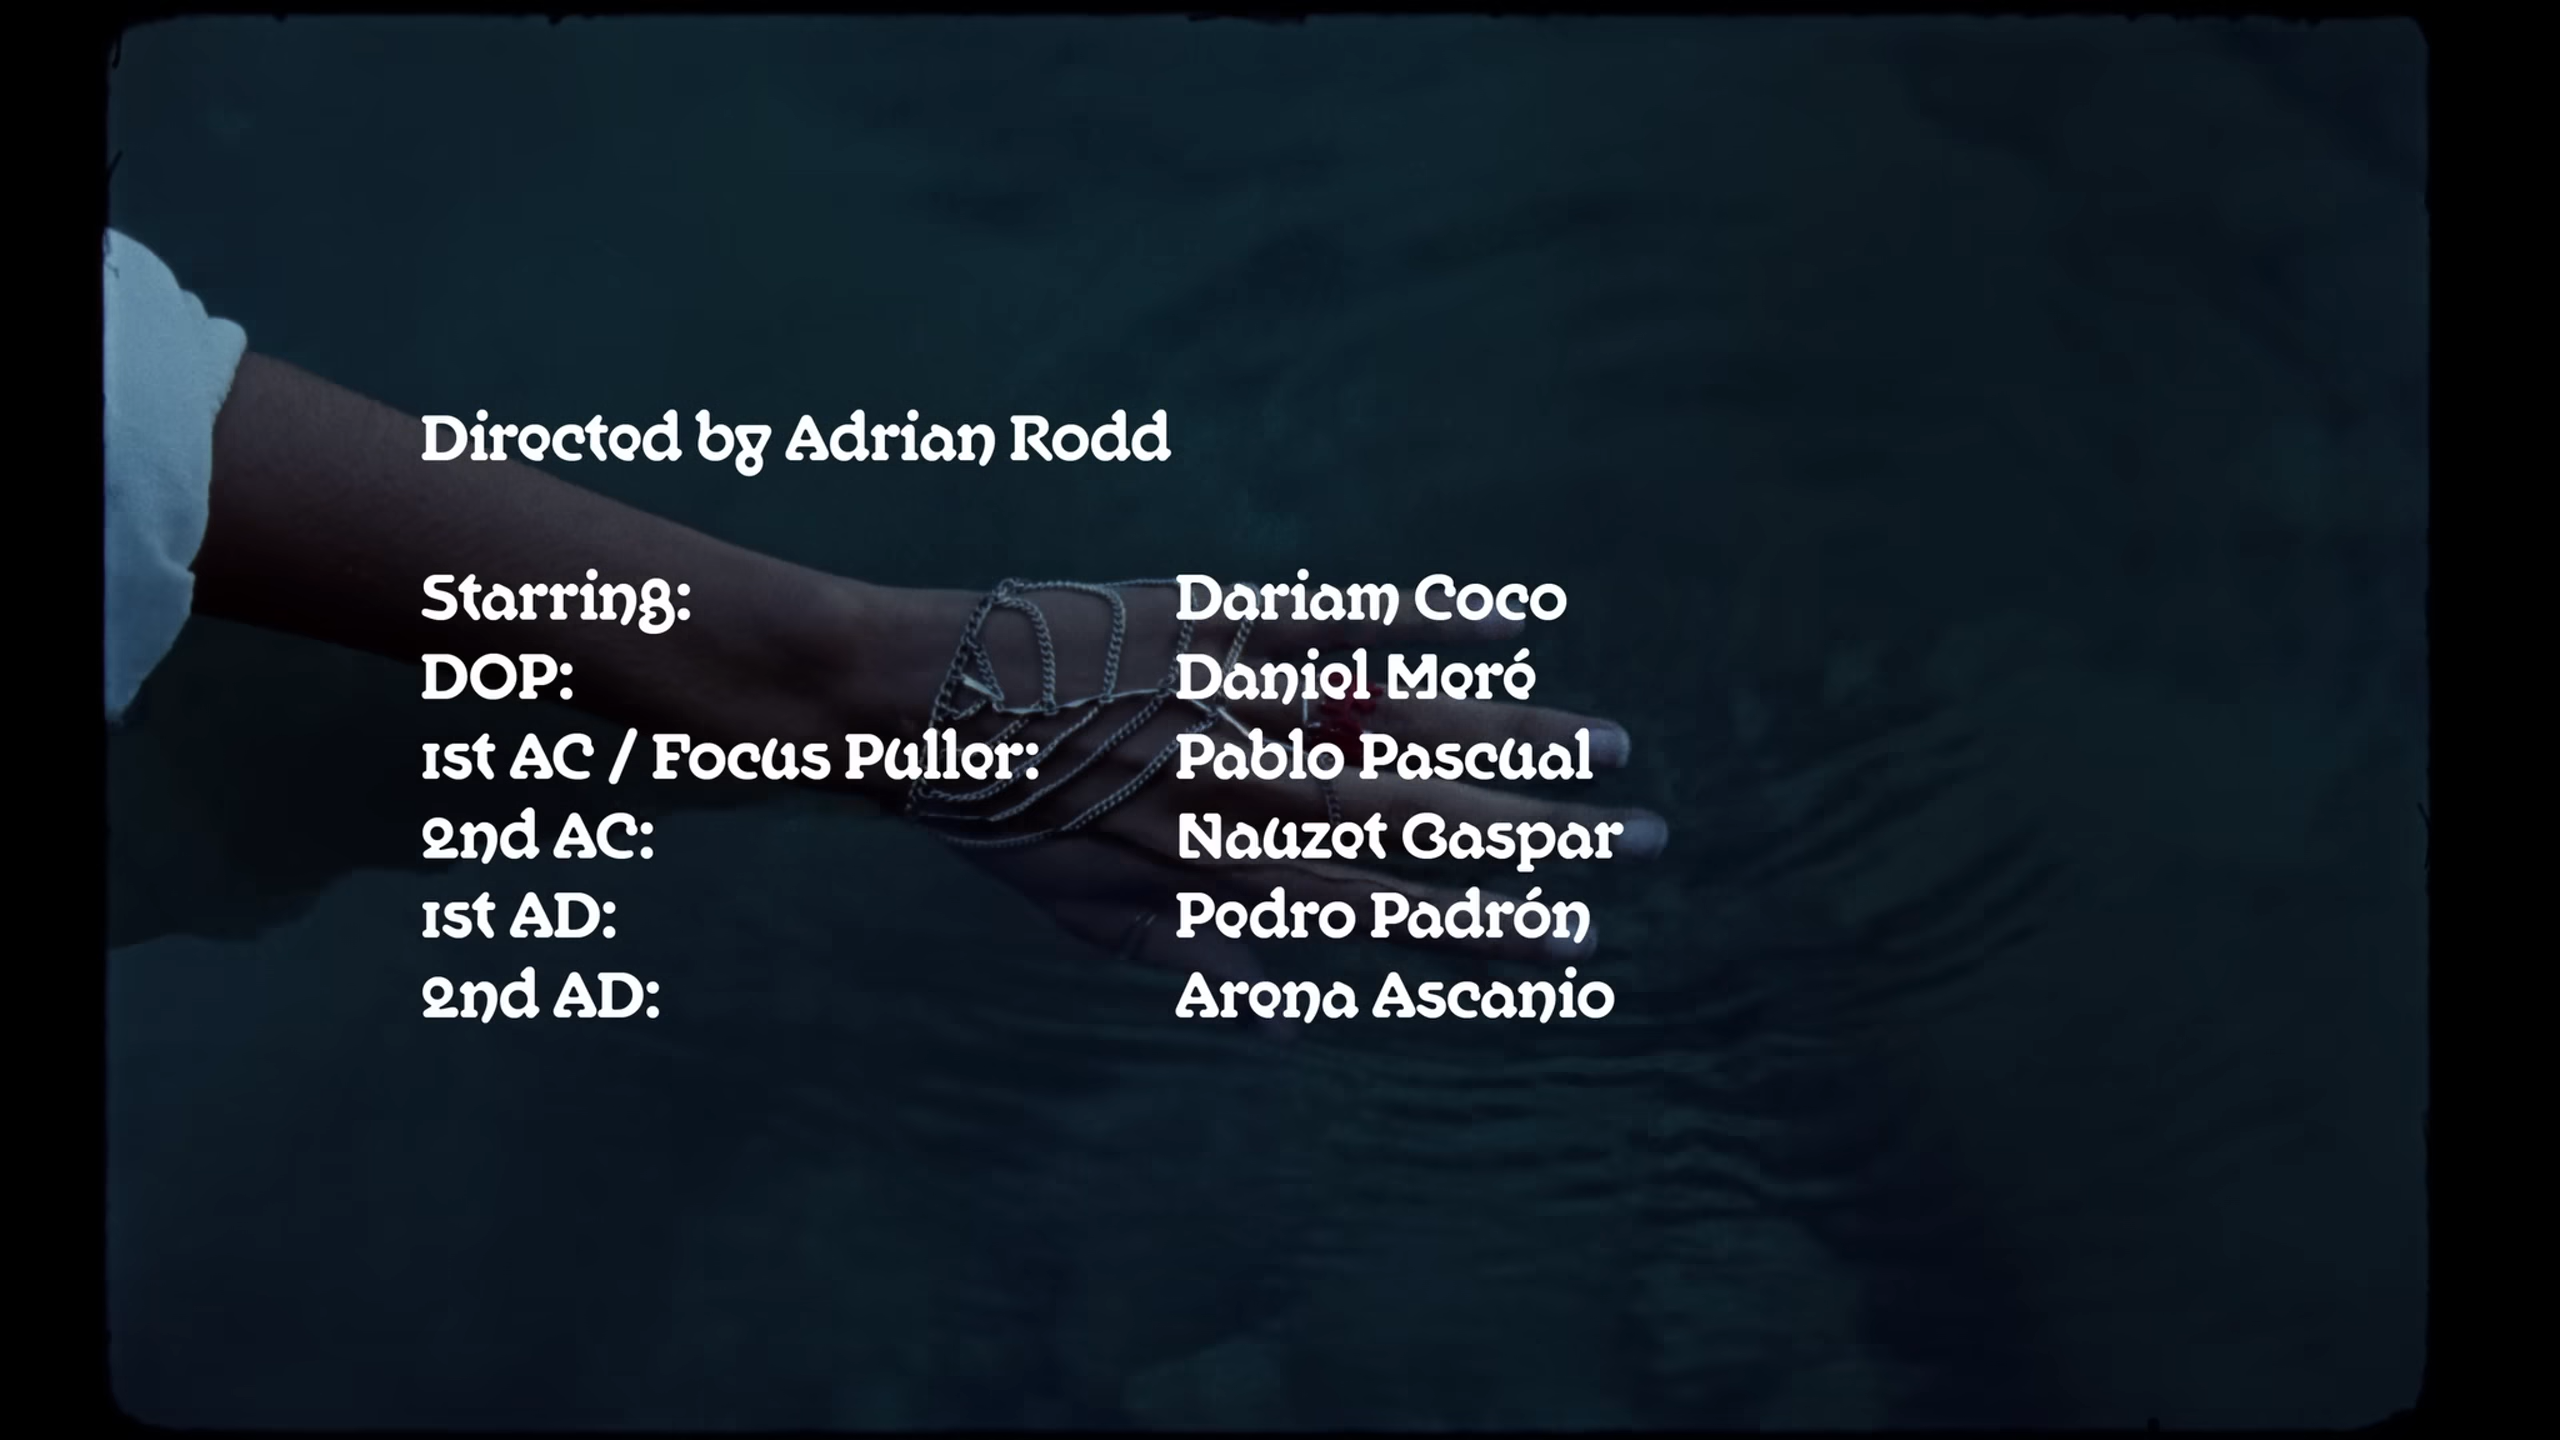 Directed by Adrian Rodd
Starring: Dariam Coco
DOP: Daniel Meré
1st AC / Focus Puller: Pablo Pascual
2nd AC: Nauzet Gaspar
1st AD: Pedro Padrón
2nd AD: Arena Ascanio